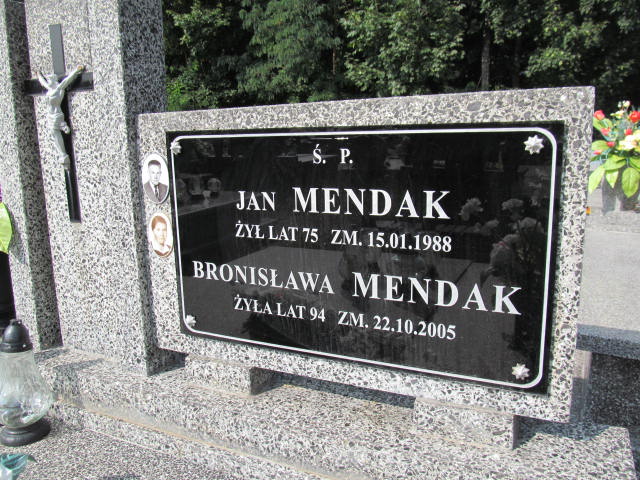 Ś. P.
JAN MENDAK
ŻYŁ LAT 75 ZM. 15.01.1988
BRONISŁAWA MENDAK
ŻYŁA LAT 94 ZM. 22.10.2005